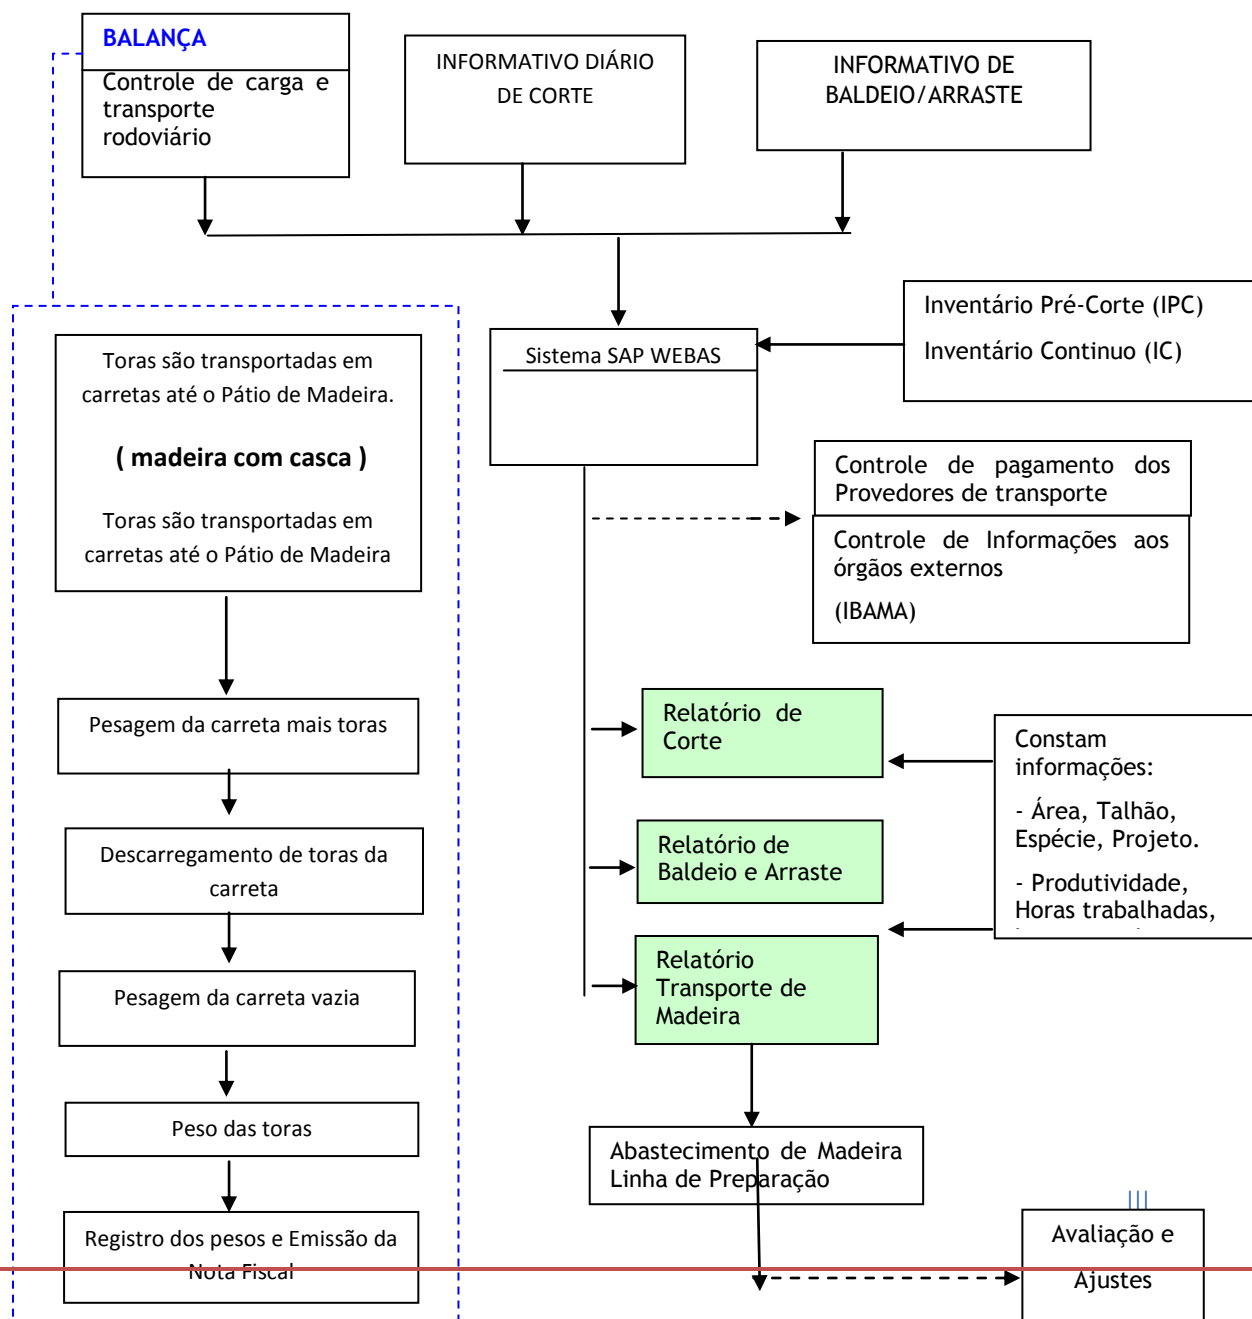 BALANÇA
Controle de carga e
transporte
rodoviário
INFORMATIVO DIÁRIO
DE CORTE
INFORMATIVO DE
BALDEIO/ARRASTE
Inventário Pré-Corte (IPC)
Inventário Continuo (IC)
Sistema SAP WEBAS
Toras são transportadas em
carretas até o Pátio de Madeira.
( madeira com casca )
Toras são transportadas em
carretas até o Pátio de Madeira
Controle de pagamento dos
Provedores de transporte
Controle de Informações aos
órgãos externos
(IBAMA)
Pesagem da carreta mais toras
Relatório de
Corte
Constam
informações:
- Área, Talhão,
Espécie, Projeto.
- Produtividade,
Horas trabalhadas,
Descarregamento de toras da
carreta
Relatório de
Baldeio e Arraste
Pesagem da carreta vazia
Relatório
Transporte de
Madeira
Peso das toras
Abastecimento de Madeira
Linha de Preparação
Registro dos pesos e Emissão da
Nota Fiscal
Avaliação e
Ajustes